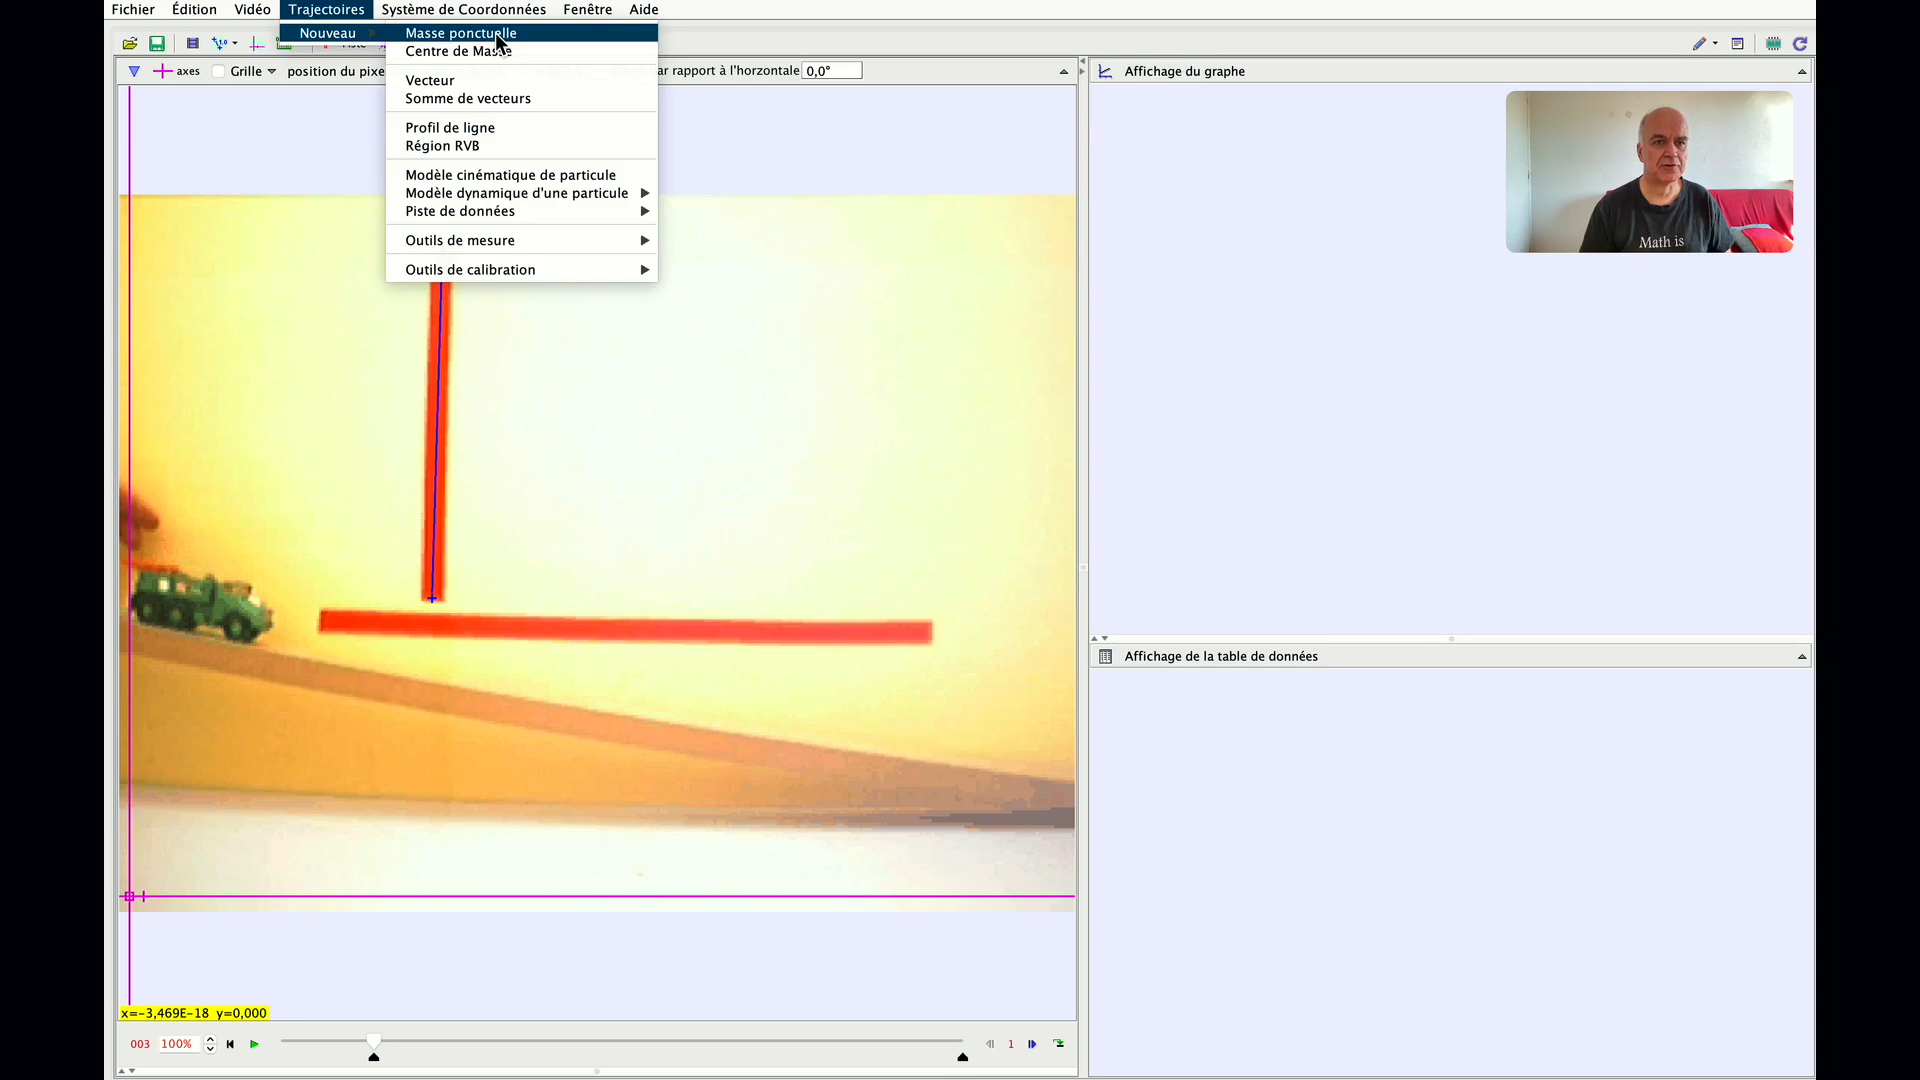 Fichier Édition Vidéo Trajectoires Système de Coordonnées Fenêtre Aide
Nouveau
Masse ponctuelle
Centre de Masse
Vecteur
Somme de vecteurs
Profil de ligne
Région RVB
Modèle cinématique de particule
Modèle dynamique d'une particule
Piste de données
Outils de mesure
Outils de calibration
axes Grille position du pixe ar rapport à l'horzontale 0,0°
Affichage du graphe
Math is
Affichage de la table de données
x=-3,469E-18 y=0,000
003 100% 1